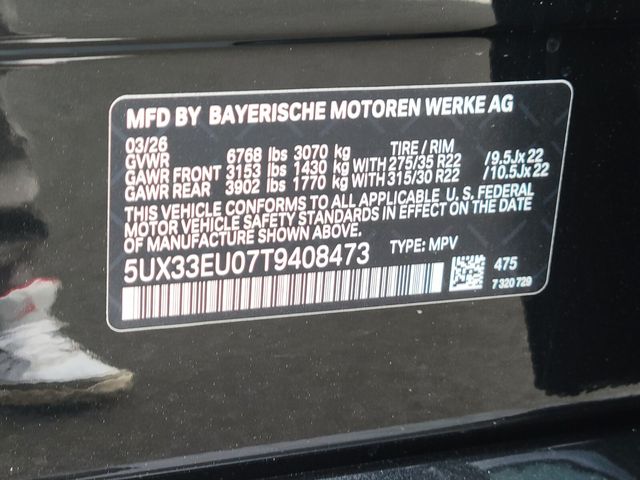 MFD BY BAYERISCHE MOTOREN WERKE AG
03/26 TIRE / RIM
GVWR 6768 lbs 3070 kg
GAWR FRONT 3153 lbs 1430 kg WITH 275/35 R22 /9.5Jx22
GAWR REAR 3902 lbs 1770 kg WITH 315/30 R22 /10.5Jx22
THIS VEHICLE CONFORMS TO ALL APPLICABLE U. S. FEDERAL
MOTOR VEHICLE SAFETY STANDARDS IN EFFECT ON THE DATE
OF MANUFACTURE SHOWN ABOVE.
5UX33EU07T9408473 TYPE: MPV
475
7 320 729